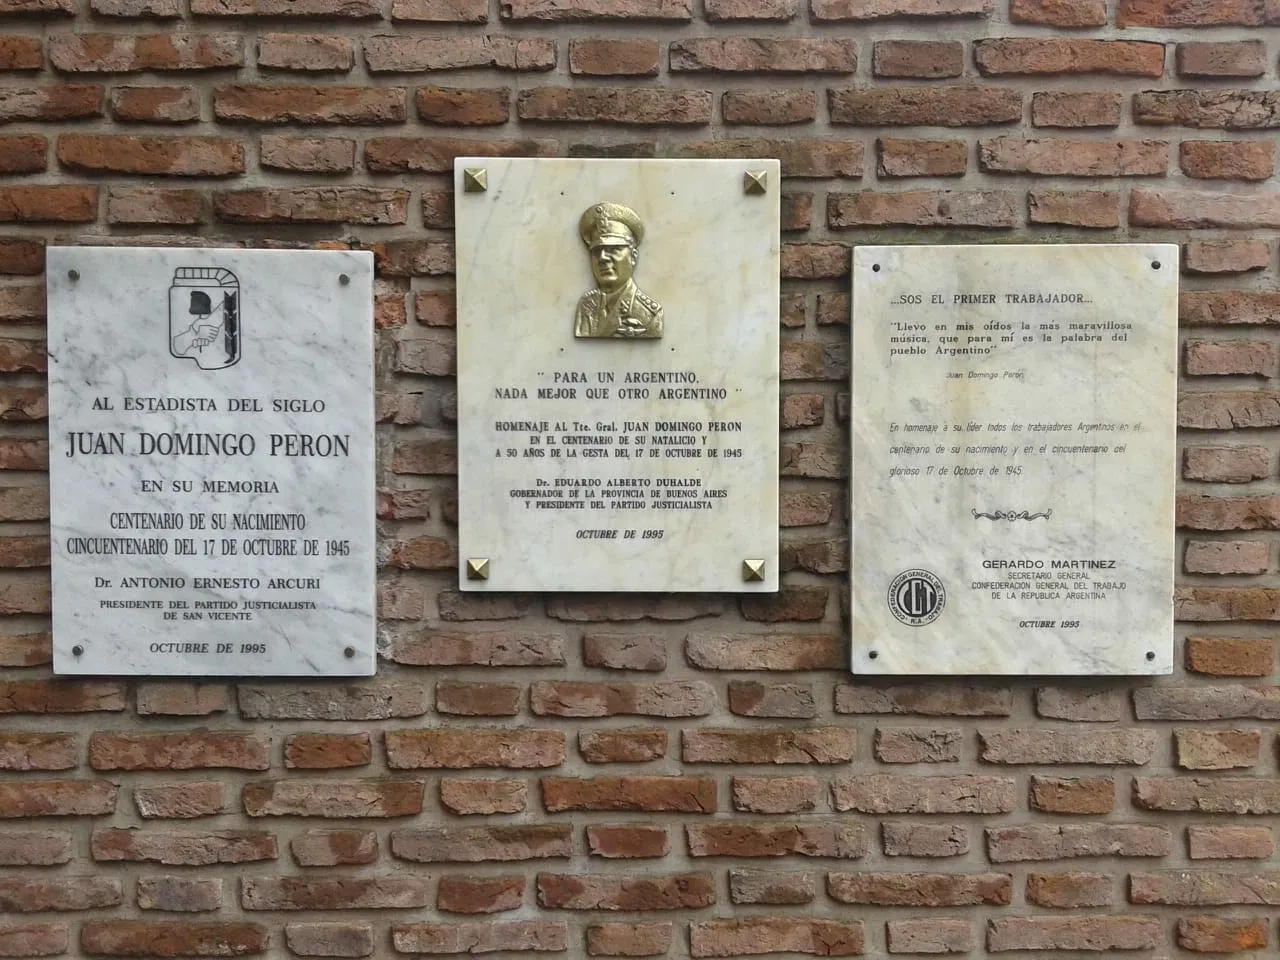 AL ESTADISTA DEL SIGLO
JUAN DOMINGO PERON
EN SU MEMORIA
CENTENARIO DE SU NACIMIENTO
CINCUENTENARIO DEL 17 DE OCTUBRE DE 1945
Dr. ANTONIO ERNESTO ARCURI
PRESIDENTE DEL PARTIDO JUSTICIALISTA
DE SAN VICENTE
OCTUBRE DE 1995
" PARA UN ARGENTINO,
NADA MEJOR QUE OTRO ARGENTINO "
HOMENAJE AL Tte. Gral. JUAN DOMINGO PERON
EN EL CENTENARIO DE SU NATALICIO Y
A 50 AÑOS DE LA GESTA DEL 17 DE OCTUBRE DE 1945
Dr. EDUARDO ALBERTO DUHALDE
GOBERNADOR DE LA PROVINCIA DE BUENOS AIRES
Y PRESIDENTE DEL PARTIDO JUSTICIALISTA
OCTUBRE DE 1995
...SOS EL PRIMER TRABAJADOR...
"Llevo en mis oídos la más maravillosa
música, que para mí es la palabra del
pueblo Argentino"
Juan Domingo Perón
En homenaje a su líder todos los trabajadores Argentinos en el
centenario de su nacimiento y en el cincuentenario del
glorioso 17 de Octubre de 1945
GERARDO MARTINEZ
SECRETARIO GENERAL
CONFEDERACION GENERAL DEL TRABAJO
DE LA REPUBLICA ARGENTINA
CONFEDERACION GENERAL DEL TRABAJO
CGT
R.A.
OCTUBRE 1995